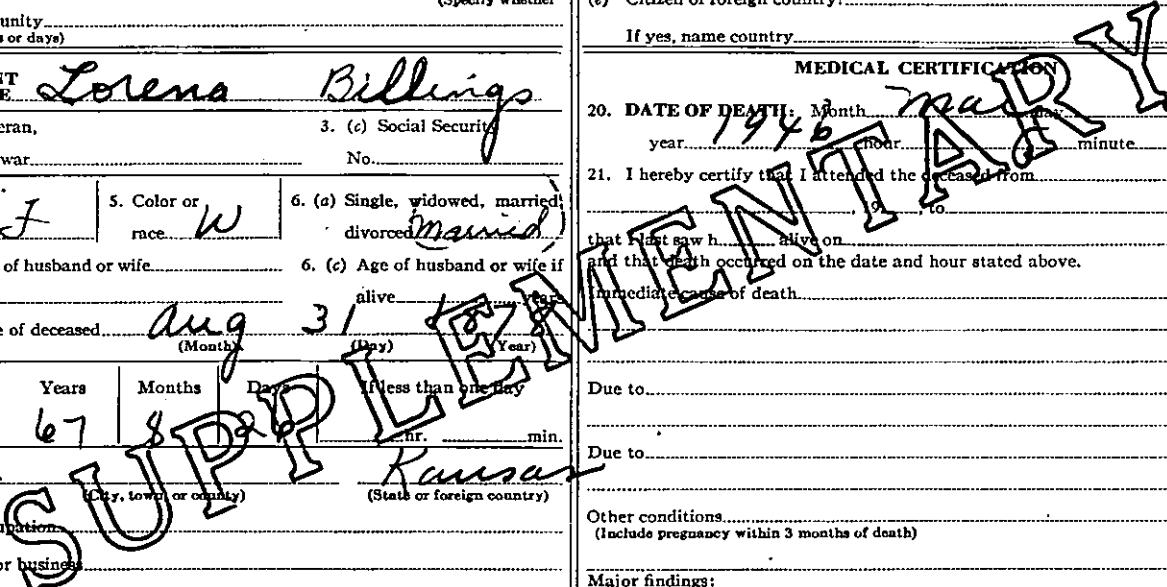 (Specify whether
unity
s or days)
NT
E Lorena Billings
eran,
war
3. (c) Social Security
No.
F
5. Color or
race W
6. (a) Single, widowed, married
divorced Married
of husband or wife
6. (c) Age of husband or wife if
alive years
e of deceased Aug 31 1878
(Month) (Day) (Year)
Years Months Days If less than one day
67 8 26 hr. min.
Kansas
(City, town, or county) (State or foreign country)
upation
or business
(e) Citizen of foreign country?
If yes, name country
MEDICAL CERTIFICATION
20. DATE OF DEATH: Month May day
year 1946 hour minute
21. I hereby certify that I attended the deceased from
, 19 , to
that I last saw h alive on
and that death occurred on the date and hour stated above.
Immediate cause of death
Due to
Due to
Other conditions
(Include pregnancy within 3 months of death)
Major findings:
SUPPLEMENTARY